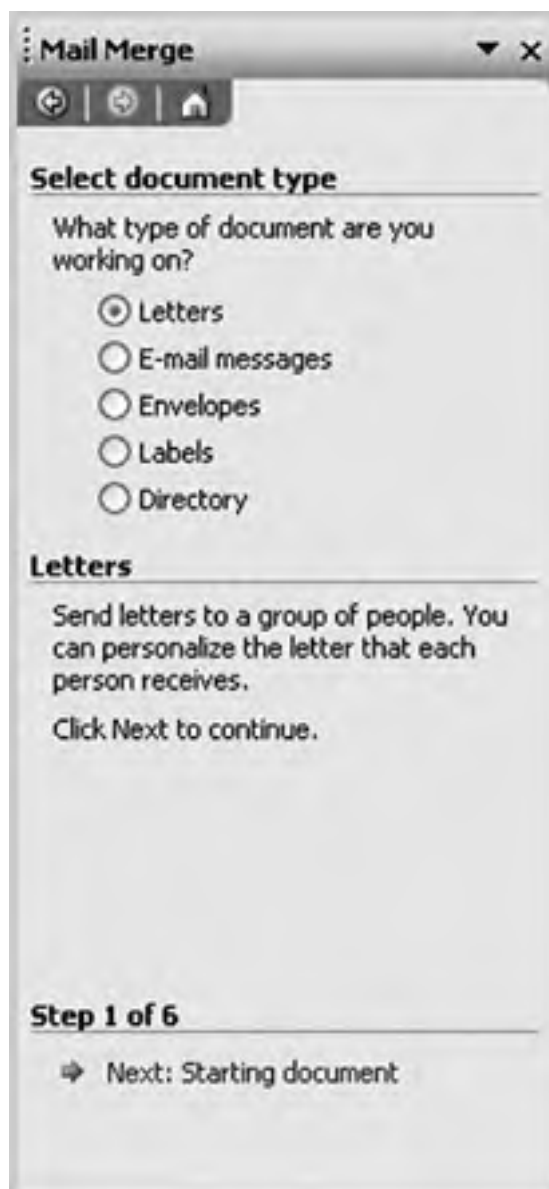 Mail Merge
Select document type
What type of document are you
working on?
Letters
E-mail messages
Envelopes
Labels
Directory
Letters
Send letters to a group of people. You
can personalize the letter that each
person receives.
Click Next to continue.
Step 1 of 6
Next: Starting document